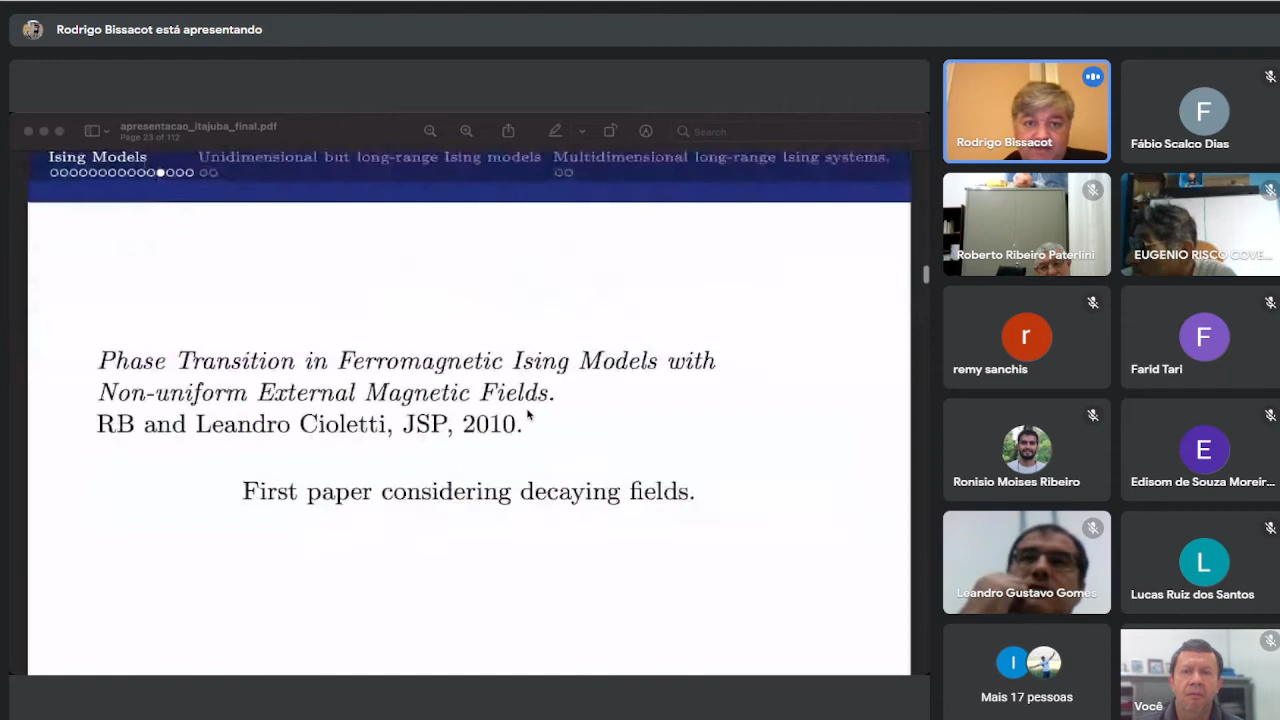 Rodrigo Bissacot está apresentando
apresentacao_itajuba_final.pdf
Page 23 of 112
Search
Ising Models
Unidimensional but long-range Ising models
Multidimensional long-range ising systems.
Phase Transition in Ferromagnetic Ising Models with
Non-uniform External Magnetic Fields.
RB and Leandro Cioletti, JSP, 2010.
First paper considering decaying fields.
Rodrigo Bissacot
F
Fábio Scalco Dias
Roberto Ribeiro Paterlini
EUGENIO RISCO COVE...
r
remy sanchis
F
Farid Tari
Ronisio Moises Ribeiro
E
Edisom de Souza Moreir...
Leandro Gustavo Gomes
L
Lucas Ruiz dos Santos
I
Mais 17 pessoas
Você